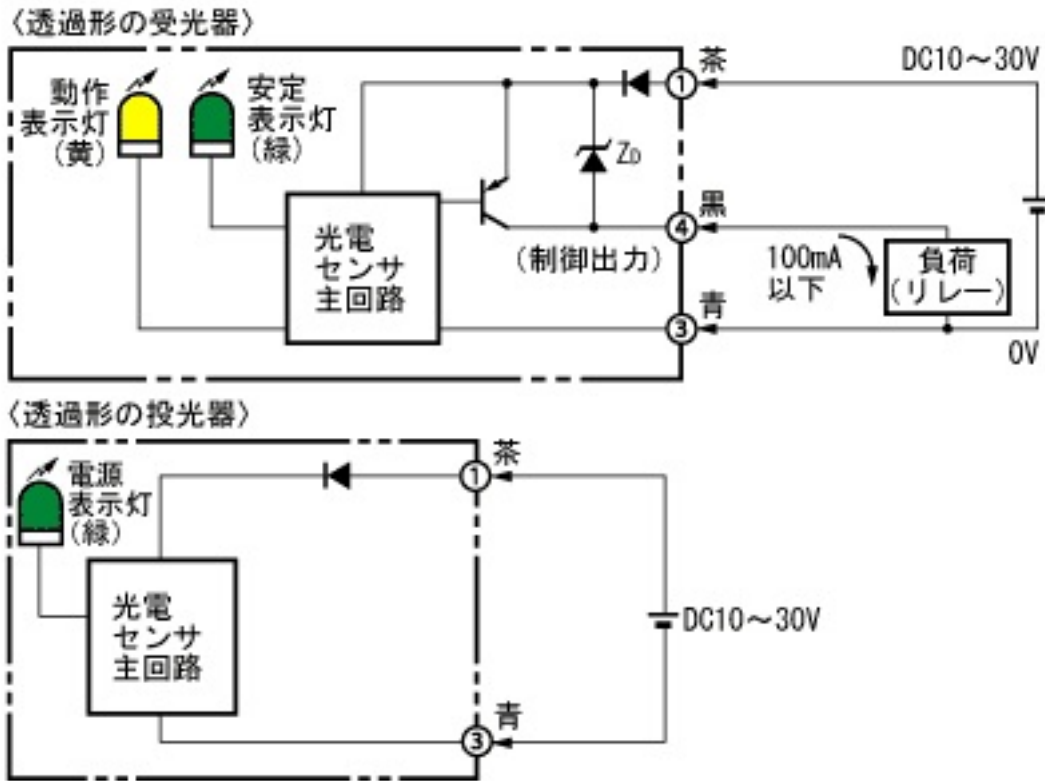 〈透過形の受光器〉
動作
表示灯
(黄)
安定
表示灯
(緑)
光電
センサ
主回路
ZD
(制御出力)
①
茶
④
黒
③
青
DC10～30V
100mA
以下
負荷
(リレー)
0V
〈透過形の投光器〉
電源
表示灯
(緑)
光電
センサ
主回路
①
茶
③
青
DC10～30V